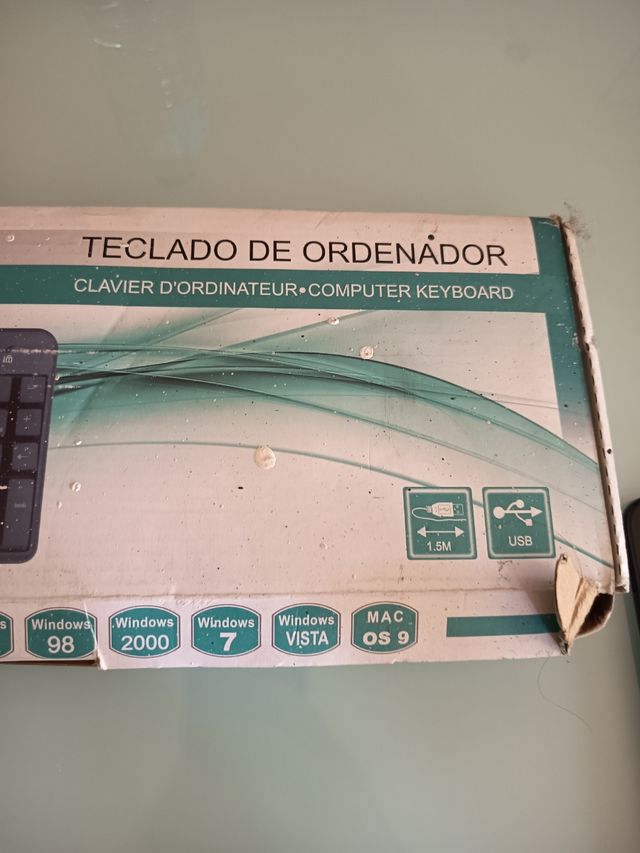 TECLADO DE ORDENADOR
CLAVIER D'ORDINATEUR•COMPUTER KEYBOARD
1.5M
USB
Windows 98
Windows 2000
Windows 7
Windows VISTA
MAC OS 9